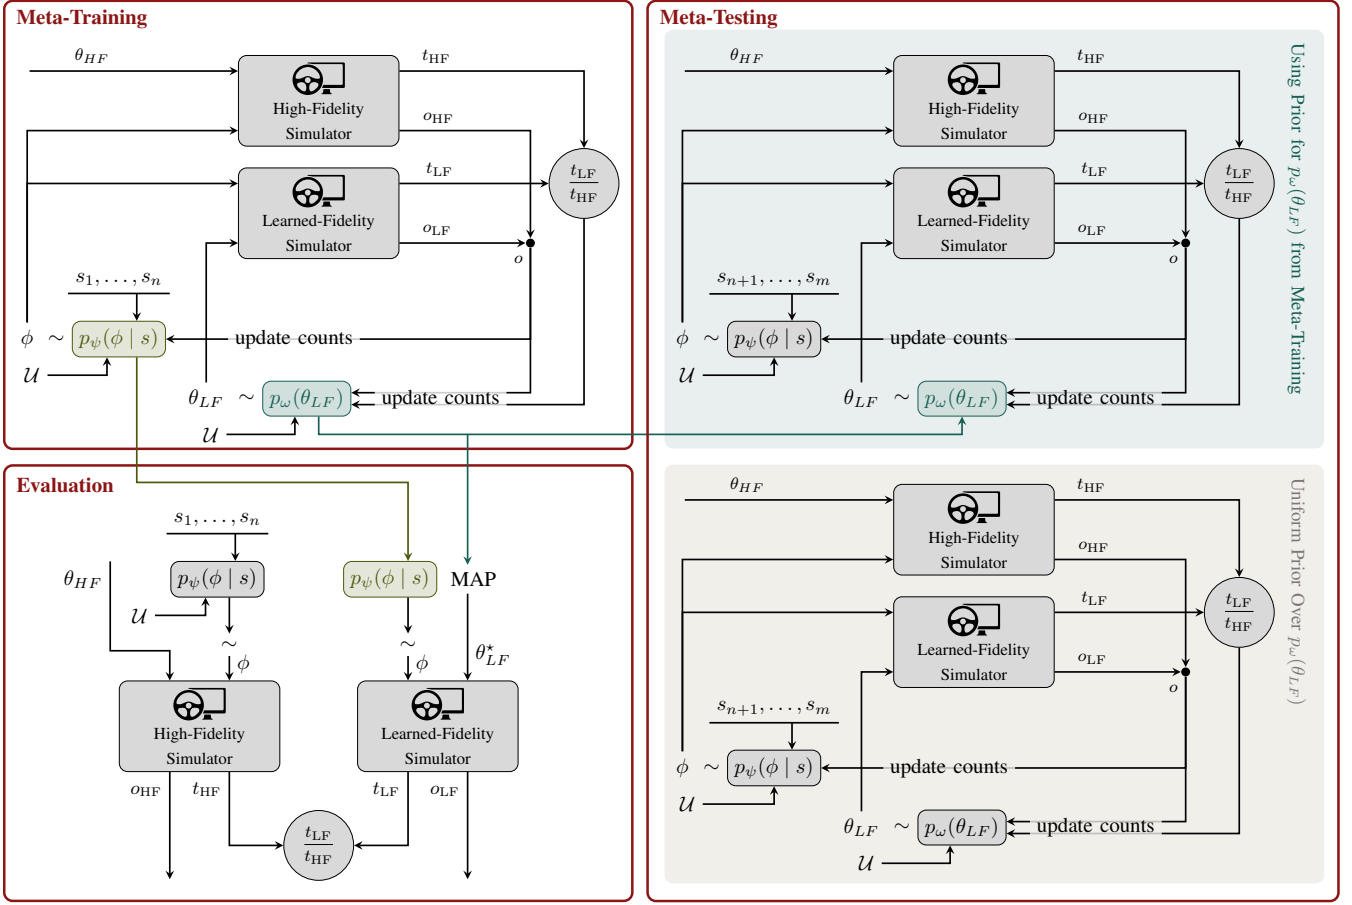 Meta-Training
θ_HF
t_HF
High-Fidelity
Simulator
o_HF
t_LF
Learned-Fidelity
Simulator
o_LF
t_LF
t_HF
o
s_1, …, s_n
ϕ ∼ p_ψ(ϕ | s)
update counts
𝒰
θ_LF ∼ p_ω(θ_LF)
update counts
𝒰
Meta-Testing
θ_HF
t_HF
High-Fidelity
Simulator
o_HF
t_LF
Learned-Fidelity
Simulator
o_LF
t_LF
t_HF
o
s_{n+1}, …, s_m
ϕ ∼ p_ψ(ϕ | s)
update counts
𝒰
θ_LF ∼ p_ω(θ_LF)
update counts
Using Prior for p_ω(θ_LF) from Meta-Training
Evaluation
s_1, …, s_n
θ_HF
p_ψ(ϕ | s)
𝒰
∼
ϕ
High-Fidelity
Simulator
o_HF
t_HF
p_ψ(ϕ | s)
MAP
∼
ϕ
θ*_LF
Learned-Fidelity
Simulator
t_LF
o_LF
t_LF
t_HF
θ_HF
t_HF
High-Fidelity
Simulator
o_HF
t_LF
Learned-Fidelity
Simulator
o_LF
t_LF
t_HF
o
s_{n+1}, …, s_m
ϕ ∼ p_ψ(ϕ | s)
update counts
𝒰
θ_LF ∼ p_ω(θ_LF)
update counts
𝒰
Uniform Prior Over p_ω(θ_LF)